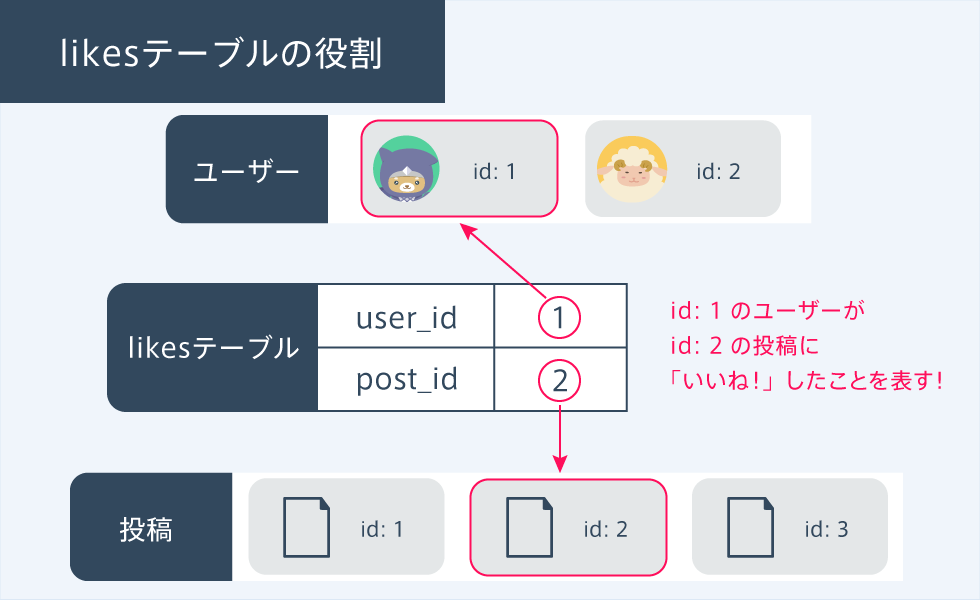 likesテーブルの役割
ユーザー
id: 1
id: 2
likesテーブル
user_id
1
post_id
2
id: 1 のユーザーが
id: 2 の投稿に
「いいね!」したことを表す!
投稿
id: 1
id: 2
id: 3